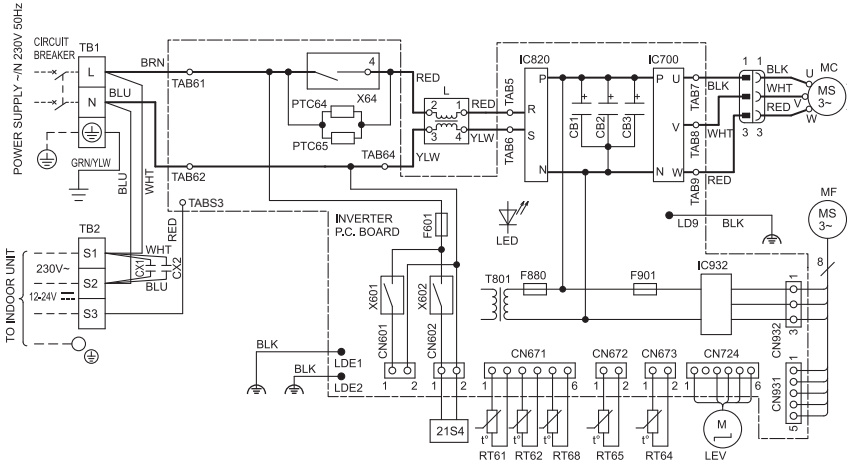 POWER SUPPLY ~/N 230V 50Hz
CIRCUIT
BREAKER
TB1
L
N
BRN
BLU
GRN/YLW
BLU
WHT
TAB61
TAB62
TABS3
RED
4
X64
PTC64
PTC65
TAB64
RED
YLW
L
2
1
3
4
RED
YLW
TAB5
TAB6
IC820
P
R
S
N
CB1
+
CB2
+
CB3
+
IC700
P
U
V
N
W
TAB7
TAB8
TAB9
BLK
WHT
RED
1
1
3
3
BLK
WHT
RED
U
V
W
MC
MS
3~
MF
MS
3~
8
LED
LD9
BLK
INVERTER
P.C. BOARD
F601
X601
X602
CN601
CN602
1
2
1
2
21S4
T801
F880
F901
IC932
CN932
1
3
CN931
1
5
TO INDOOR UNIT
TB2
S1
S2
S3
230V~
12-24V
WHT
BLU
CX1
CX2
BLK
LDE1
BLK
LDE2
CN671
1
6
CN672
1
2
CN673
1
2
CN724
1
6
t°
RT61
t°
RT62
t°
RT68
t°
RT65
t°
RT64
M
LEV